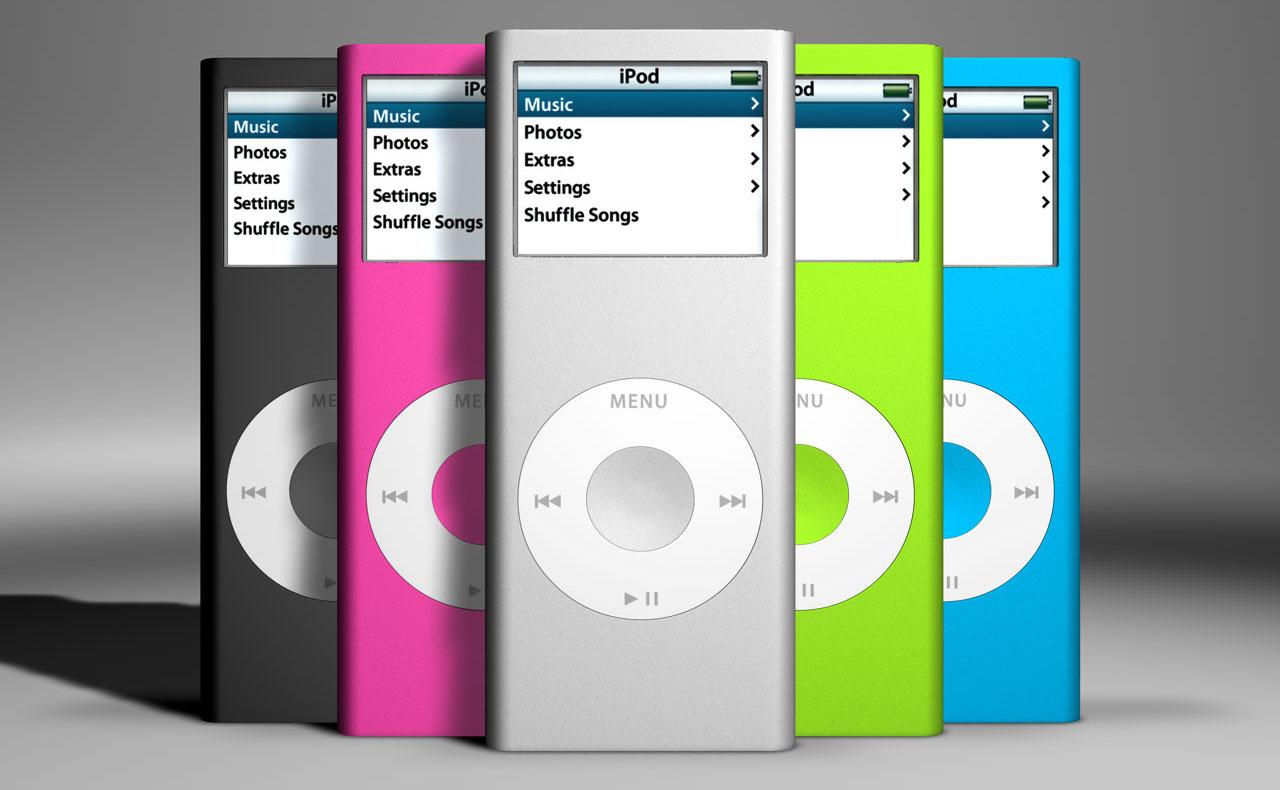 iP
Music
Photos
Extras
Settings
Shuffle Songs
ME
iPo
Music
Photos
Extras
Settings
Shuffle Songs
MEN
iPod
Music
Photos
Extras
Settings
Shuffle Songs
MENU
od
NU
od
NU